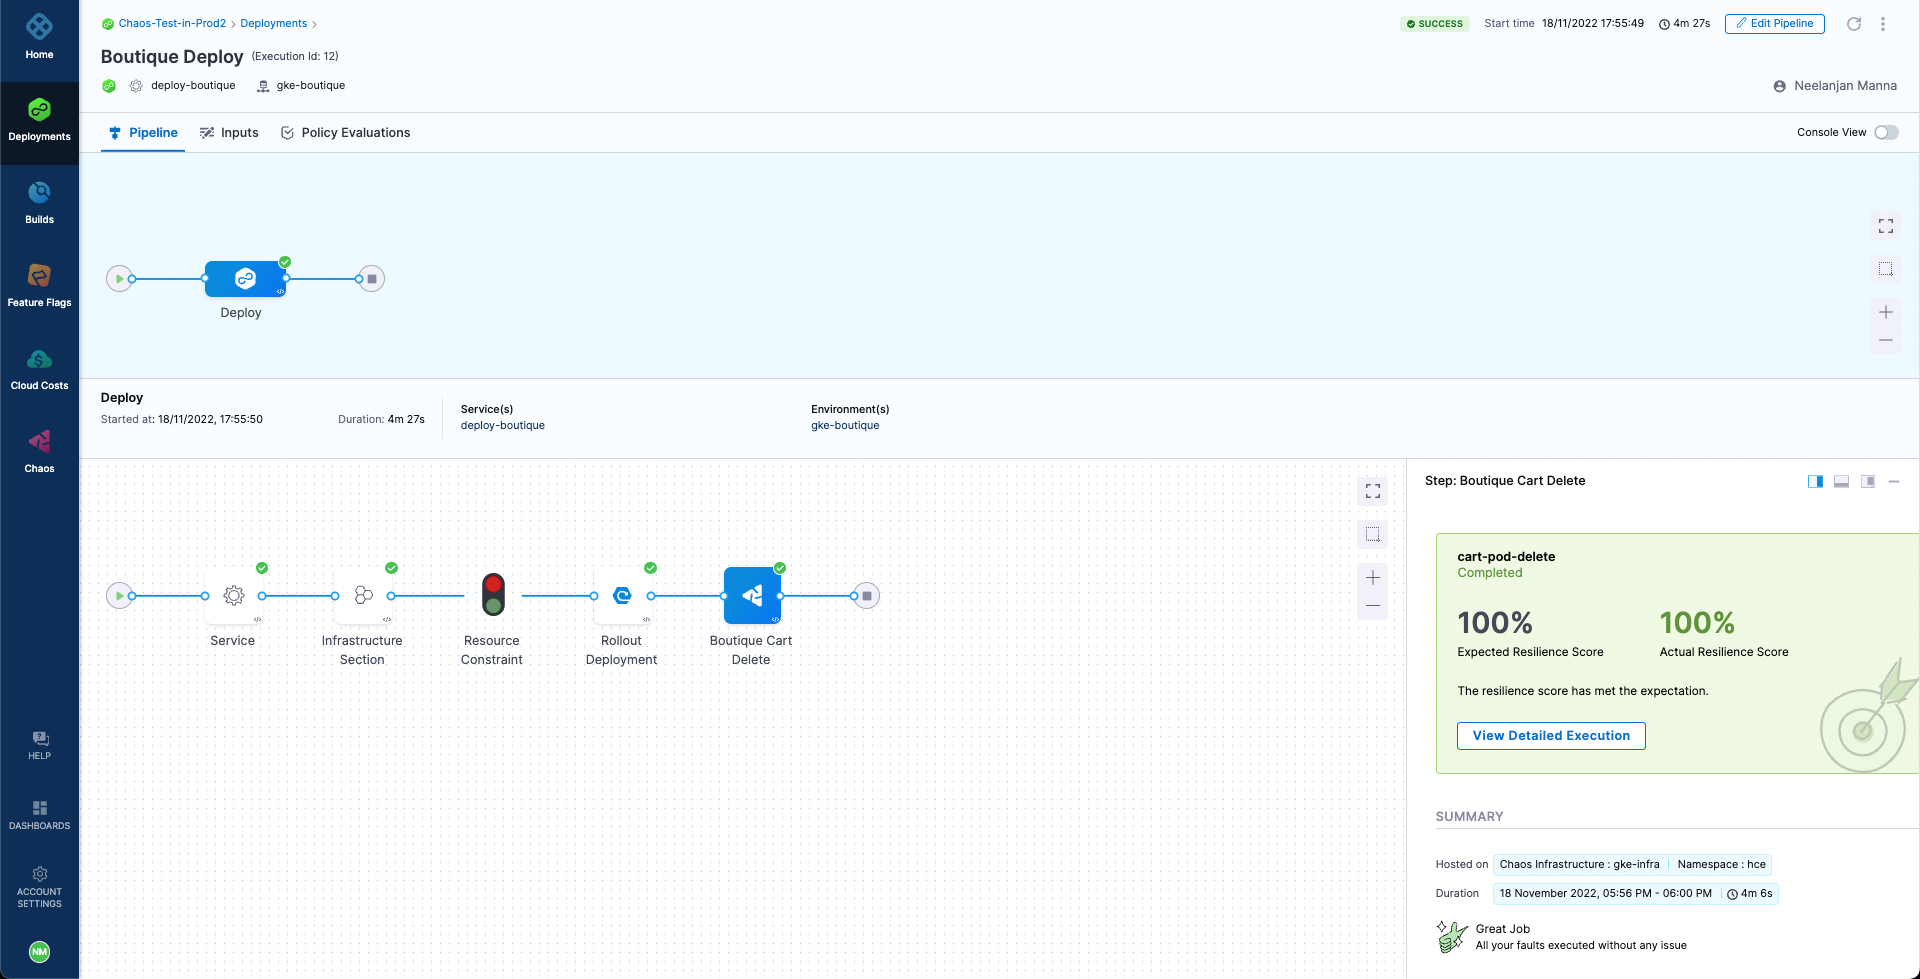 Home
Deployments
Builds
Feature Flags
Cloud Costs
Chaos
HELP
DASHBOARDS
ACCOUNT
SETTINGS
NM
Chaos-Test-in-Prod2 > Deployments >
SUCCESS Start time 18/11/2022 17:55:49 4m 27s Edit Pipeline
Boutique Deploy (Execution Id: 12)
deploy-boutique gke-boutique
Neelanjan Manna
Pipeline Inputs Policy Evaluations
Console View
Deploy
Deploy
Started at: 18/11/2022, 17:55:50 Duration: 4m 27s
Service(s)
deploy-boutique
Environment(s)
gke-boutique
Service
Infrastructure
Section
Resource
Constraint
Rollout
Deployment
Boutique Cart
Delete
Step: Boutique Cart Delete
cart-pod-delete
Completed
100% 100%
Expected Resilience Score Actual Resilience Score
The resilience score has met the expectation.
View Detailed Execution
SUMMARY
Hosted on Chaos Infrastructure : gke-infra Namespace : hce
Duration 18 November 2022, 05:56 PM - 06:00 PM 4m 6s
Great Job
All your faults executed without any issue